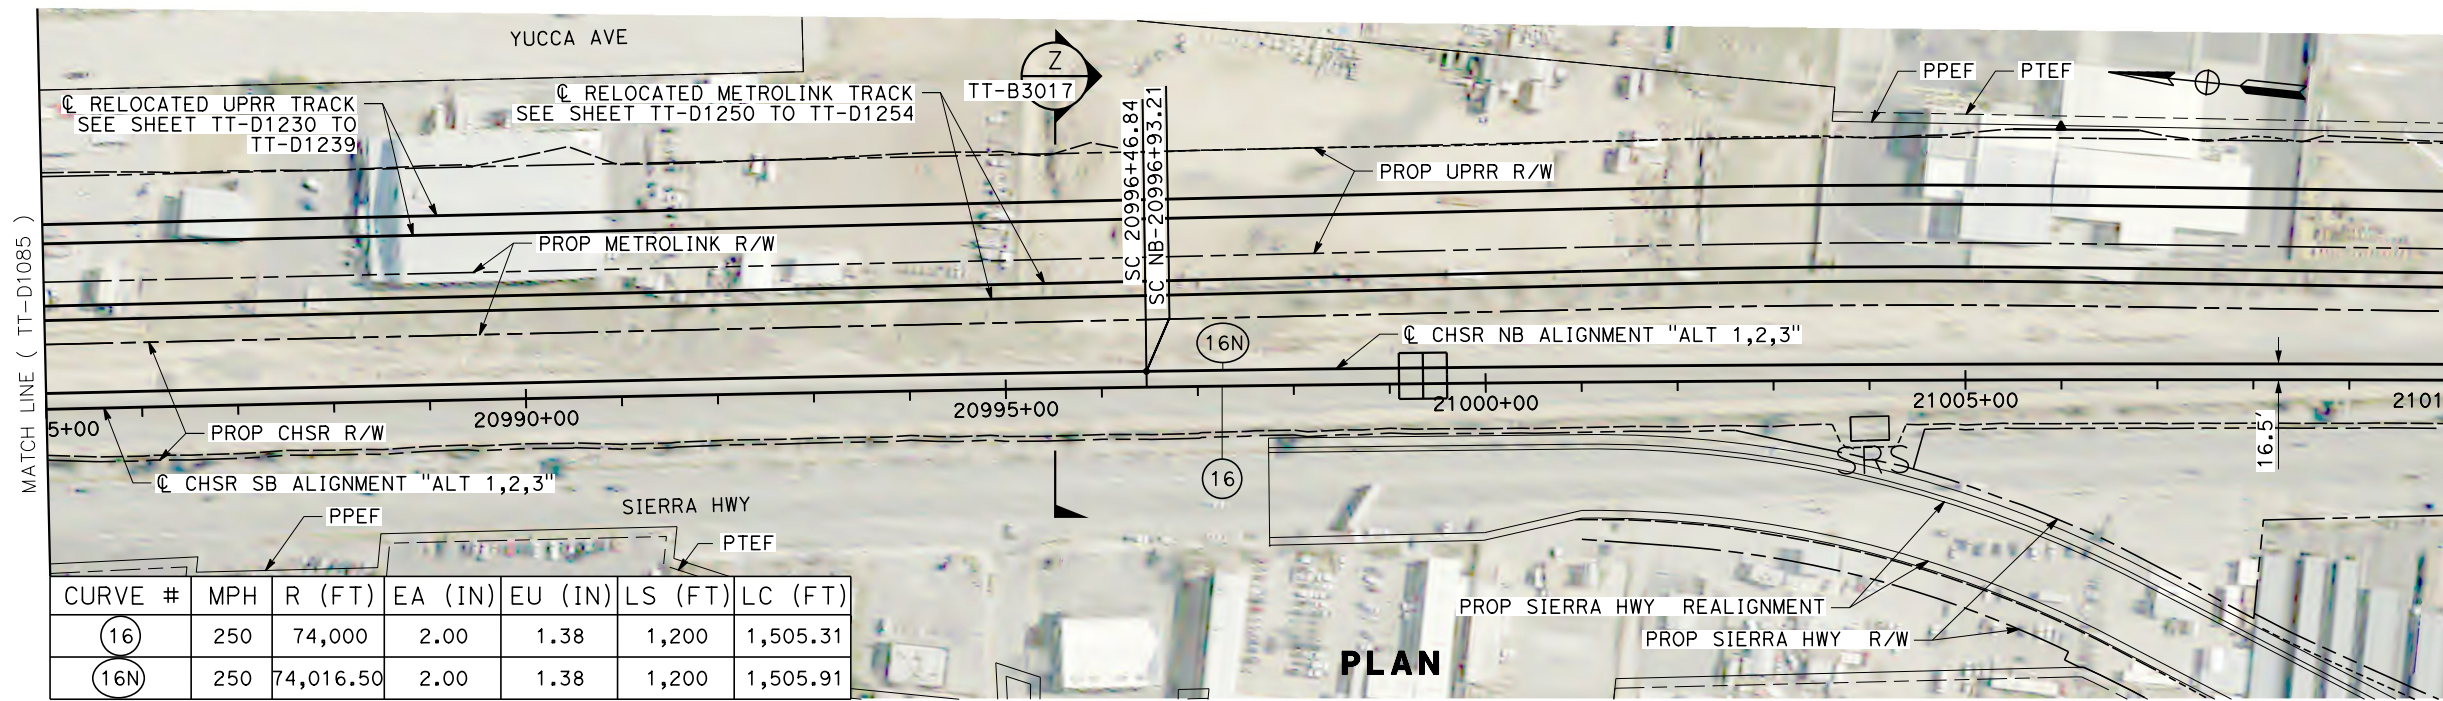 YUCCA AVE
℄ RELOCATED UPRR TRACK
SEE SHEET TT-D1230 TO
TT-D1239
℄ RELOCATED METROLINK TRACK
SEE SHEET TT-D1250 TO TT-D1254
Z
TT-B3017
SC 20996+46.84
SC NB-20996+93.21
PPEF
PTEF
PROP UPRR R/W
PROP METROLINK R/W
MATCH LINE ( TT-D1085 )
16N
℄ CHSR NB ALIGNMENT "ALT 1,2,3"
5+00
20990+00
20995+00
21000+00
21005+00
2101
PROP CHSR R/W
16.5'
SRS
16
℄ CHSR SB ALIGNMENT "ALT 1,2,3"
SIERRA HWY
PPEF
PTEF
CURVE # MPH R (FT) EA (IN) EU (IN) LS (FT) LC (FT)
16 250 74,000 2.00 1.38 1,200 1,505.31
16N 250 74,016.50 2.00 1.38 1,200 1,505.91
PROP SIERRA HWY REALIGNMENT
PROP SIERRA HWY R/W
PLAN